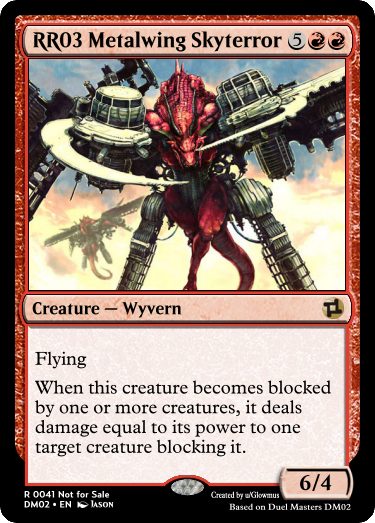 RR03 Metalwing Skyterror 5
Creature — Wyvern
Flying
When this creature becomes blocked
by one or more creatures, it deals
damage equal to its power to one
target creature blocking it.
6/4
R 0041 Not for Sale
DM02 • EN Jason
Created by u/Glowmus
Based on Duel Masters DM02